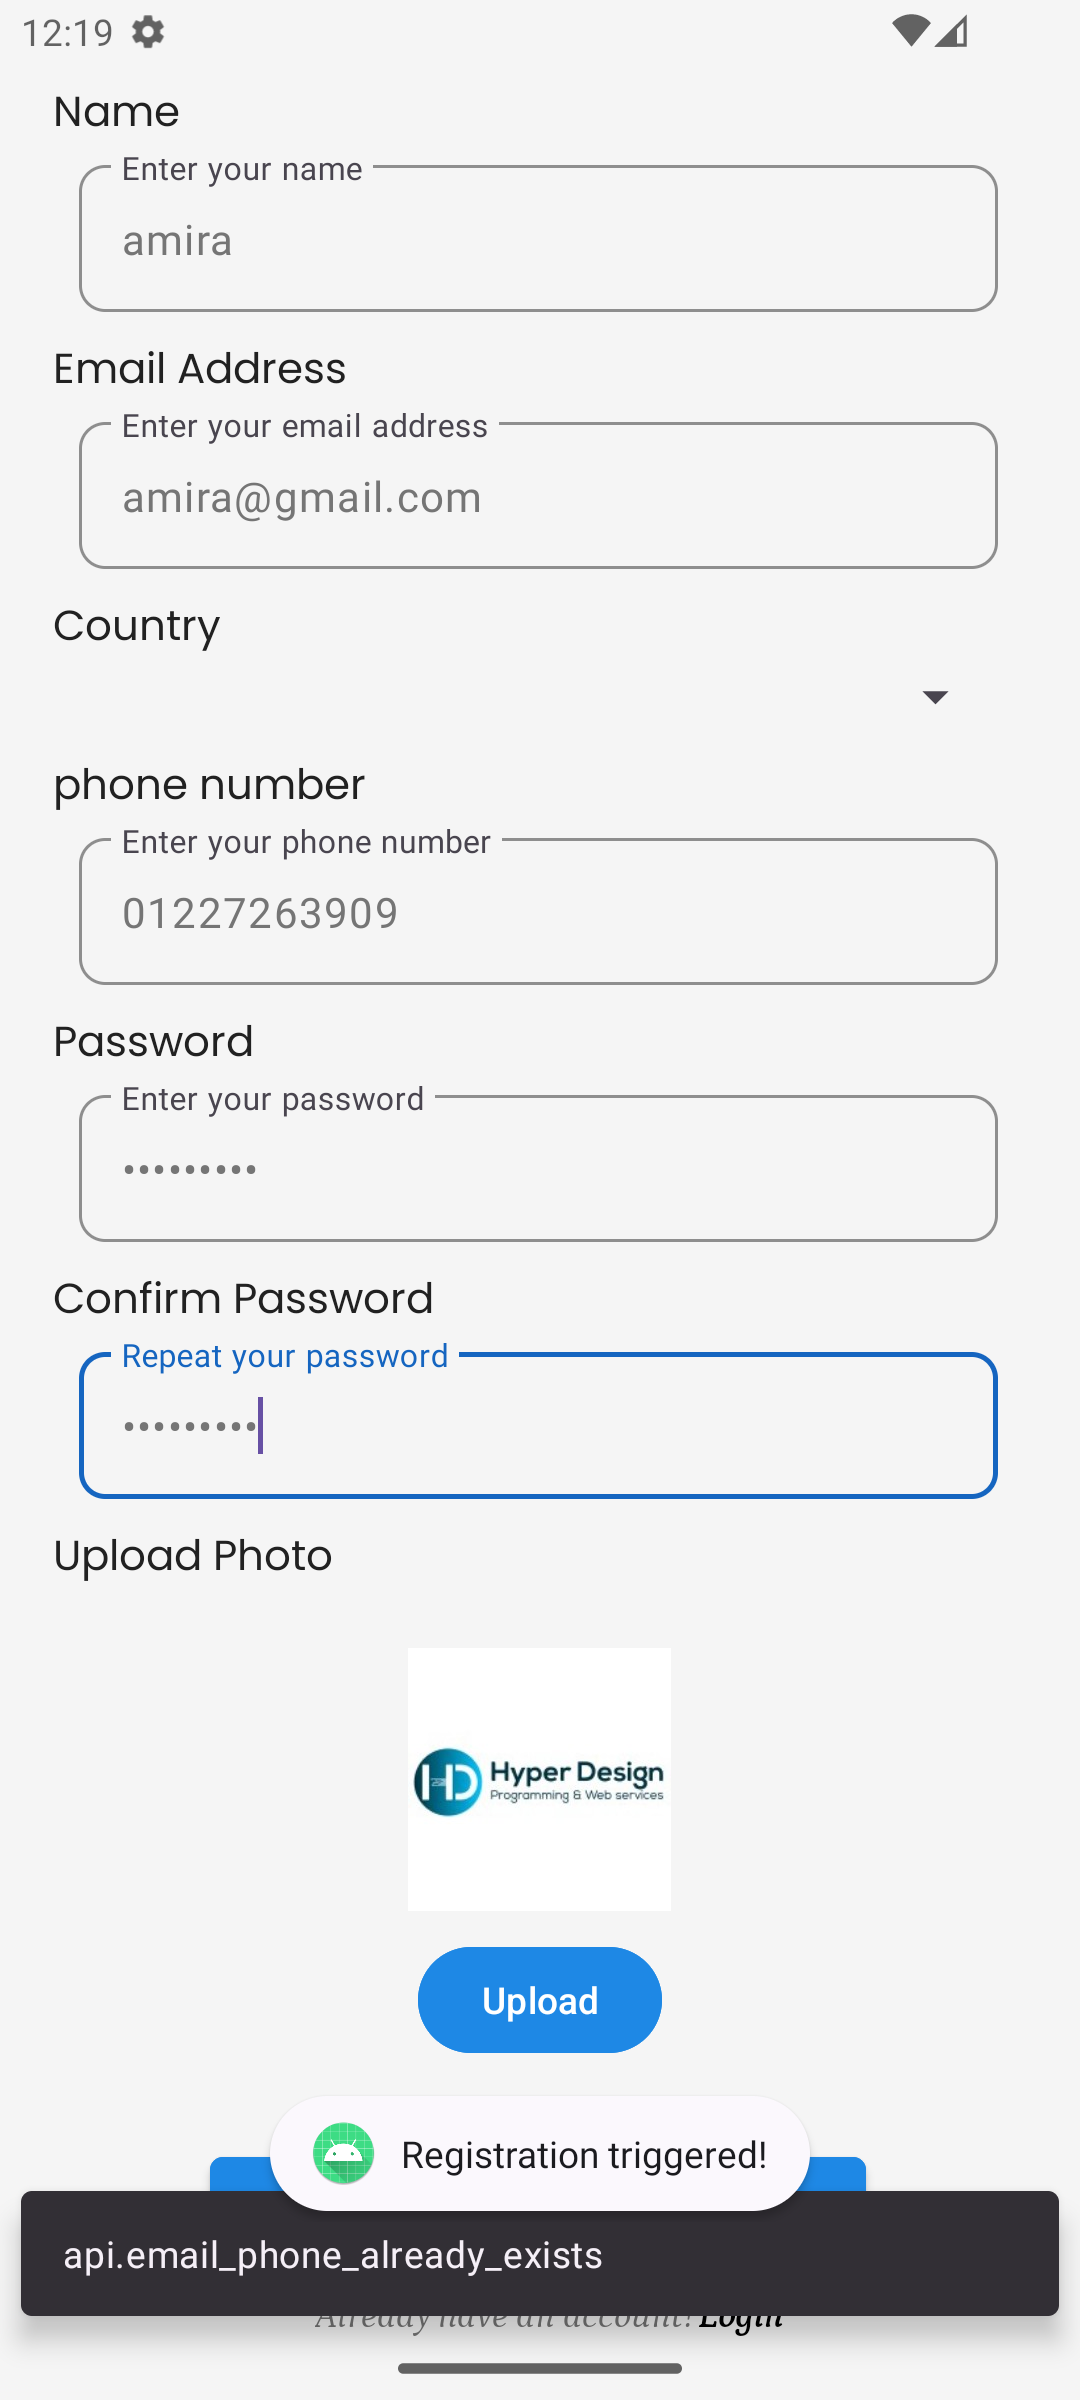 12:19
Name
Enter your name
amira
Email Address
Enter your email address
amira@gmail.com
Country
phone number
Enter your phone number
01227263909
Password
Enter your password
•••••••••
Confirm Password
Repeat your password
•••••••••
Upload Photo
HD Hyper Design
Programming & Web services
Upload
Registration triggered!
api.email_phone_already_exists
Already have an account? Login